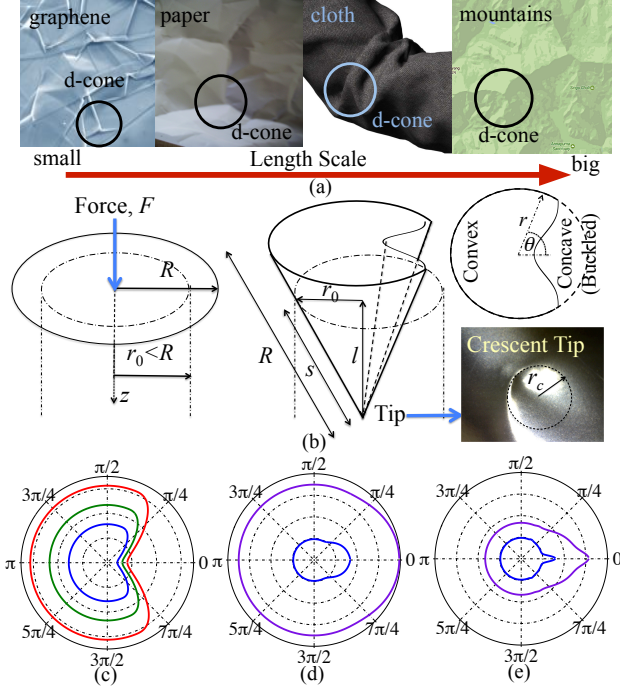 graphene
paper
cloth
mountains
d-cone
d-cone
d-cone
d-cone
small
Length Scale
big
(a)
Force, F
R
r0<R
z
r0
R
s
l
Tip
(b)
Convex
r
θ
Concave
(Buckled)
Crescent Tip
rc
π/2
3π/4
π/4
π
0
5π/4
7π/4
3π/2
(c)
π/2
3π/4
π/4
π
0
5π/4
7π/4
3π/2
(d)
π/2
3π/4
π/4
π
0
5π/4
7π/4
3π/2
(e)